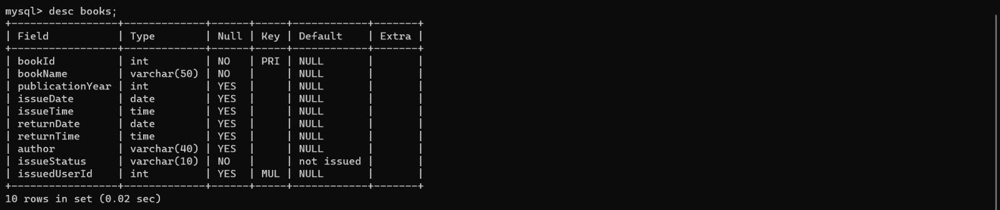 mysql> desc books;
+-----------------+-------------+------+-----+------------+-------+
| Field           | Type        | Null | Key | Default    | Extra |
+-----------------+-------------+------+-----+------------+-------+
| bookId          | int         | NO   | PRI | NULL       |       |
| bookName        | varchar(50) | NO   |     | NULL       |       |
| publicationYear | int         | YES  |     | NULL       |       |
| issueDate       | date        | YES  |     | NULL       |       |
| issueTime       | time        | YES  |     | NULL       |       |
| returnDate      | date        | YES  |     | NULL       |       |
| returnTime      | time        | YES  |     | NULL       |       |
| author          | varchar(40) | YES  |     | NULL       |       |
| issueStatus     | varchar(10) | NO   |     | not issued |       |
| issuedUserId    | int         | YES  | MUL | NULL       |       |
+-----------------+-------------+------+-----+------------+-------+
10 rows in set (0.02 sec)